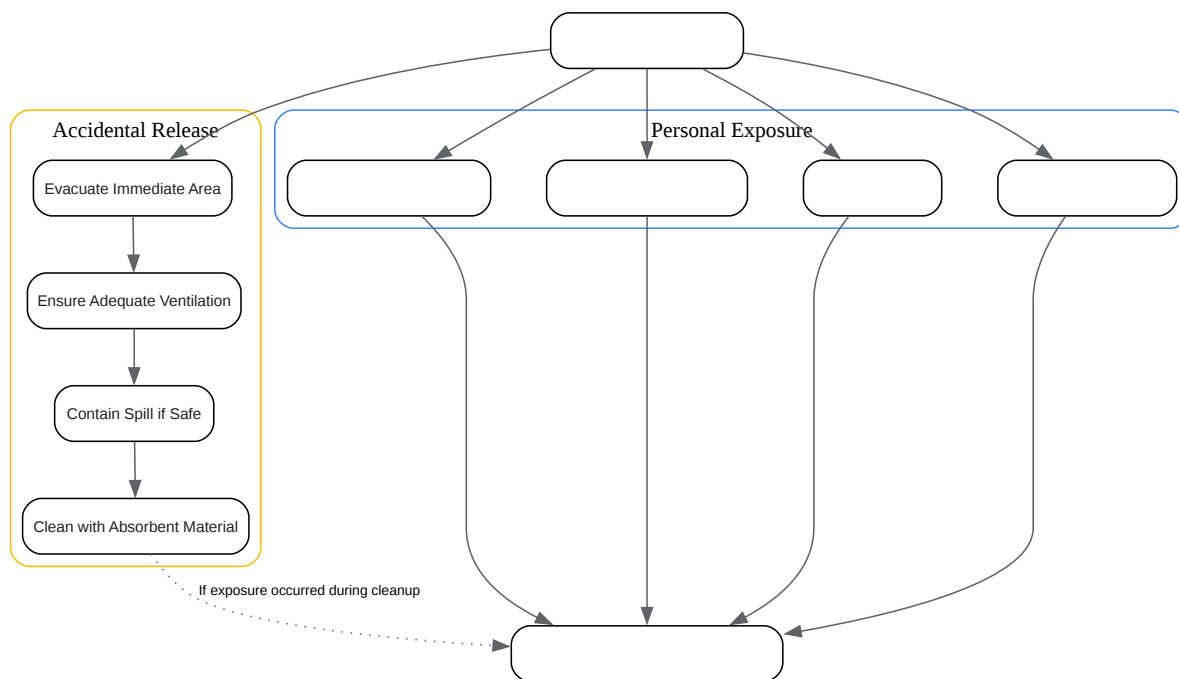 Accidental Release
Personal Exposure
Evacuate Immediate Area
Ensure Adequate Ventilation
Contain Spill if Safe
Clean with Absorbent Material
If exposure occurred during cleanup